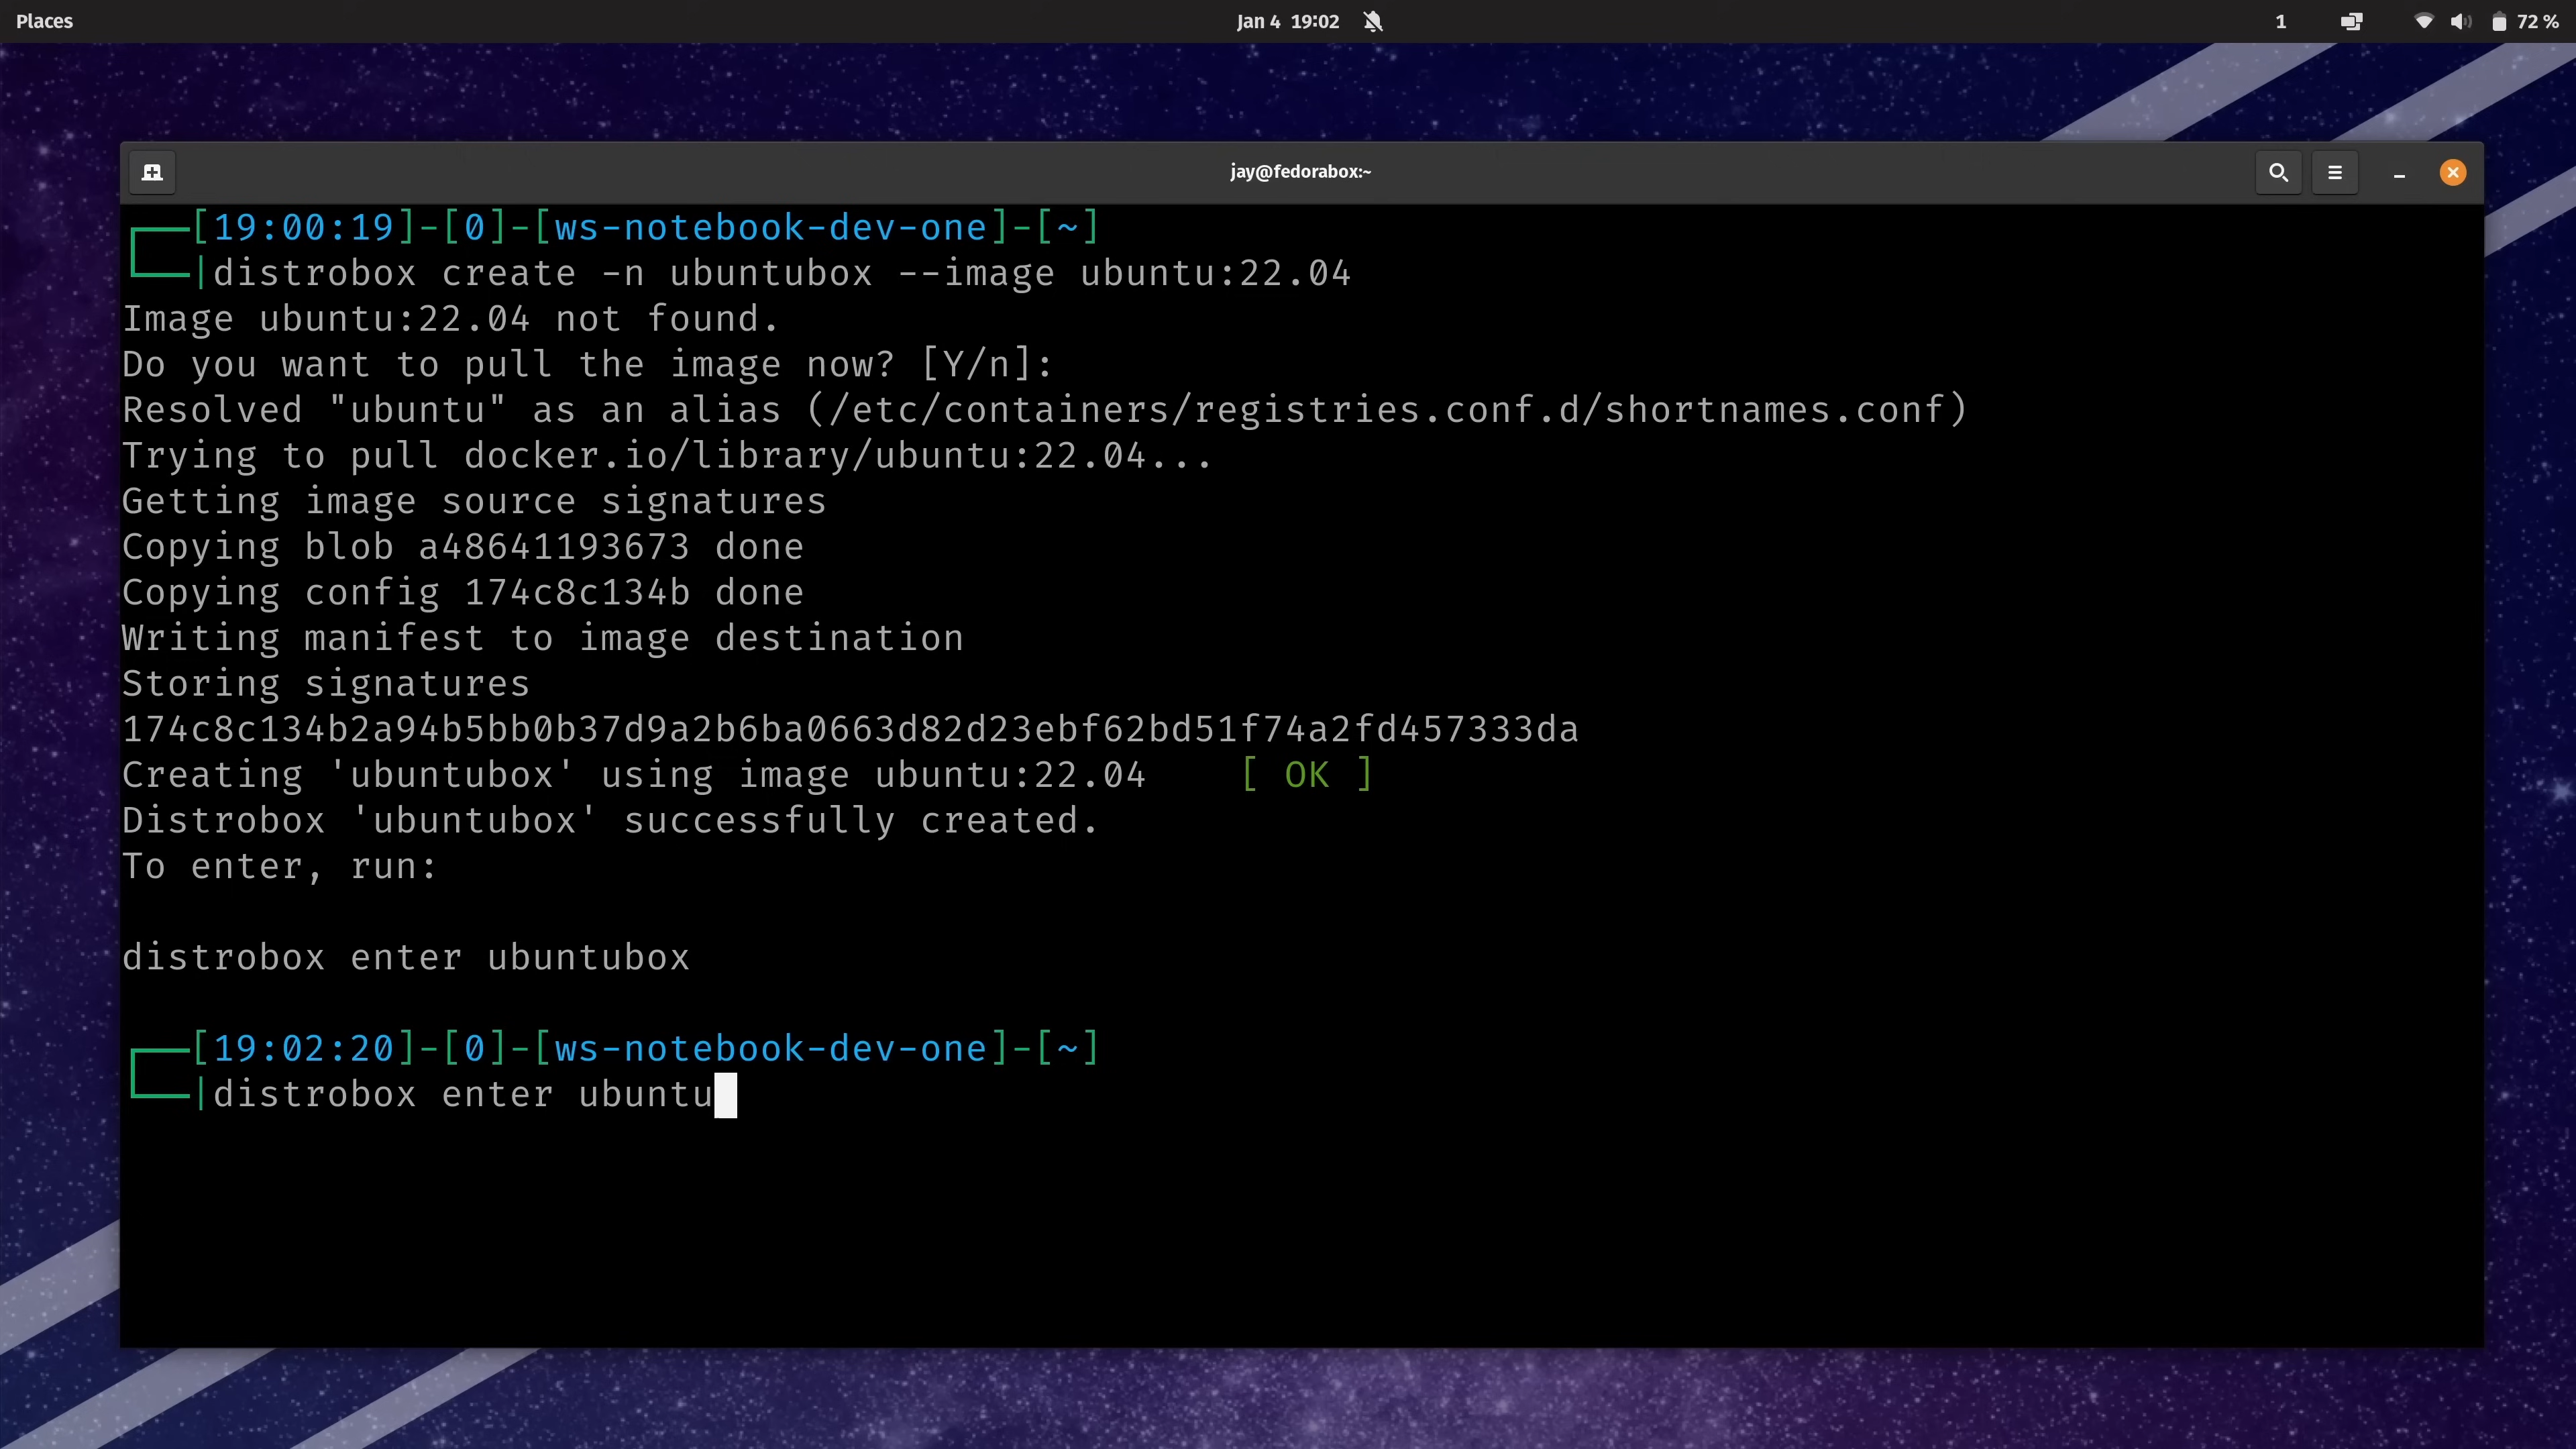 Places
Jan 4 19:02
1
72 %
jay@fedorabox:~
[19:00:19]-[0]-[ws-notebook-dev-one]-[~]
|distrobox create -n ubuntubox --image ubuntu:22.04
Image ubuntu:22.04 not found.
Do you want to pull the image now? [Y/n]:
Resolved "ubuntu" as an alias (/etc/containers/registries.conf.d/shortnames.conf)
Trying to pull docker.io/library/ubuntu:22.04...
Getting image source signatures
Copying blob a48641193673 done
Copying config 174c8c134b done
Writing manifest to image destination
Storing signatures
174c8c134b2a94b5bb0b37d9a2b6ba0663d82d23ebf62bd51f74a2fd457333da
Creating 'ubuntubox' using image ubuntu:22.04 [ OK ]
Distrobox 'ubuntubox' successfully created.
To enter, run:
distrobox enter ubuntubox
[19:02:20]-[0]-[ws-notebook-dev-one]-[~]
|distrobox enter ubuntu